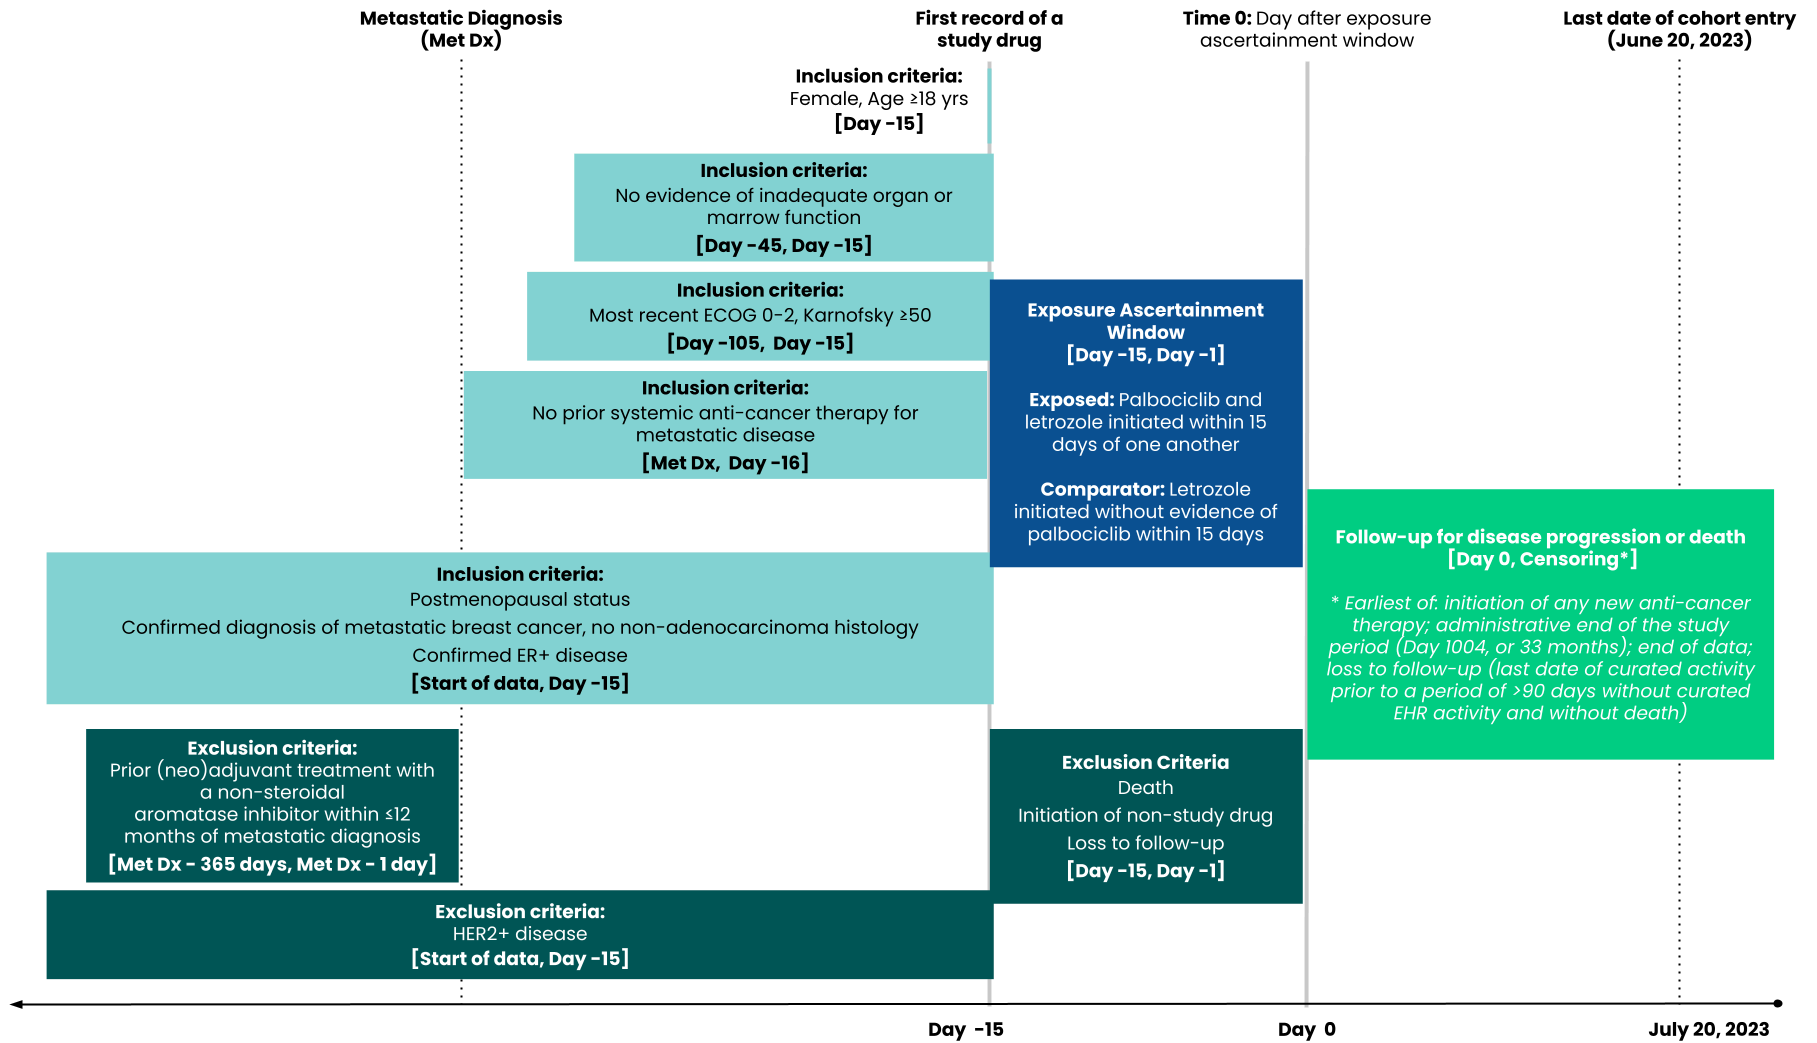 Metastatic Diagnosis
(Met Dx)
First record of a
study drug
Time 0: Day after exposure
ascertainment window
Last date of cohort entry
(June 20, 2023)
Inclusion criteria:
Female, Age ≥18 yrs
[Day -15]
Inclusion criteria:
No evidence of inadequate organ or
marrow function
[Day -45, Day -15]
Inclusion criteria:
Most recent ECOG 0-2, Karnofsky ≥50
[Day -105, Day -15]
Inclusion criteria:
No prior systemic anti-cancer therapy for
metastatic disease
[Met Dx, Day -16]
Exposure Ascertainment
Window
[Day -15, Day -1]
Exposed: Palbociclib and
letrozole initiated within 15
days of one another
Comparator: Letrozole
initiated without evidence of
palbociclib within 15 days
Follow-up for disease progression or death
[Day 0, Censoring*]
* Earliest of: initiation of any new anti-cancer
therapy; administrative end of the study
period (Day 1004, or 33 months); end of data;
loss to follow-up (last date of curated activity
prior to a period of >90 days without curated
EHR activity and without death)
Inclusion criteria:
Postmenopausal status
Confirmed diagnosis of metastatic breast cancer, no non-adenocarcinoma histology
Confirmed ER+ disease
[Start of data, Day -15]
Exclusion criteria:
Prior (neo)adjuvant treatment with
a non-steroidal
aromatase inhibitor within ≤12
months of metastatic diagnosis
[Met Dx - 365 days, Met Dx - 1 day]
Exclusion Criteria
Death
Initiation of non-study drug
Loss to follow-up
[Day -15, Day -1]
Exclusion criteria:
HER2+ disease
[Start of data, Day -15]
Day -15
Day 0
July 20, 2023